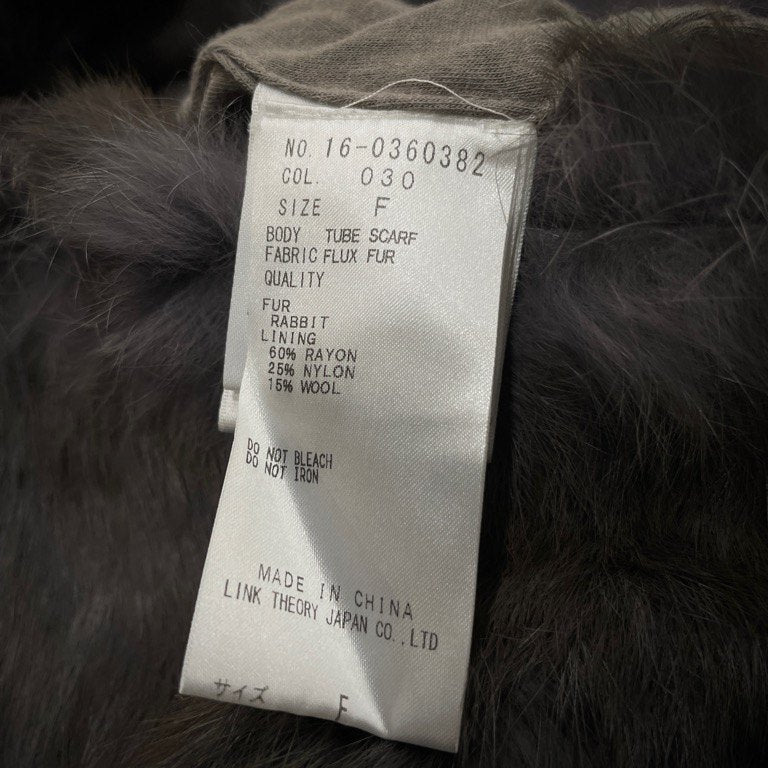 NO. 16-0360382
COL. 030
SIZE F
BODY TUBE SCARF
FABRIC FLUX FUR
QUALITY
FUR
RABBIT
LINING
60% RAYON
25% NYLON
15% WOOL
DO NOT BLEACH
DO NOT IRON
MADE IN CHINA
LINK THEORY JAPAN CO.,LTD
サイズ F